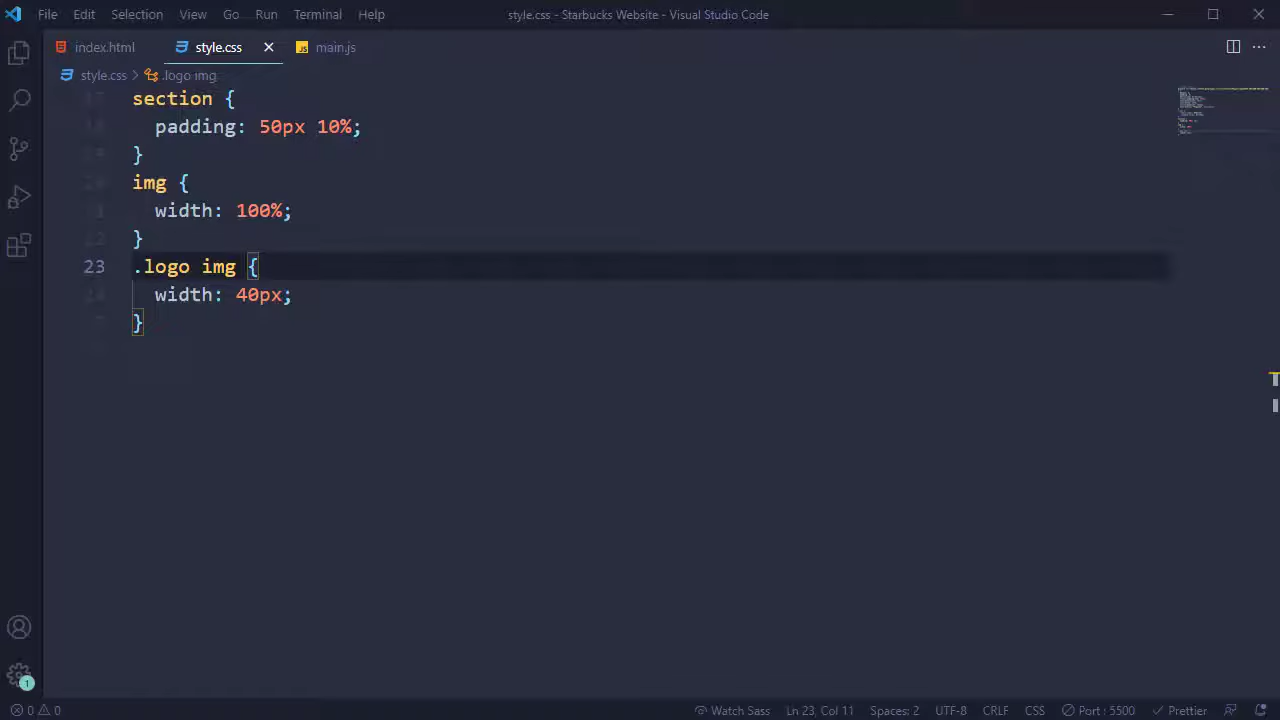 File Edit Selection View Go Run Terminal Help style.css - Starbucks Website - Visual Studio Code
index.html style.css main.js
style.css .logo img
section {
padding: 50px 10%;
}
img {
width: 100%;
}
23 .logo img {
width: 40px;
}
1
0 0 Watch Sass Ln 23, Col 11 Spaces: 2 UTF-8 CRLF CSS Port : 5500 Prettier